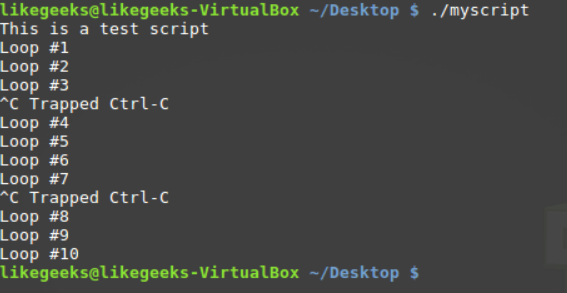 likegeeks@likegeeks-VirtualBox ~/Desktop $ ./myscript
This is a test script
Loop #1
Loop #2
Loop #3
^C Trapped Ctrl-C
Loop #4
Loop #5
Loop #6
Loop #7
^C Trapped Ctrl-C
Loop #8
Loop #9
Loop #10
likegeeks@likegeeks-VirtualBox ~/Desktop $